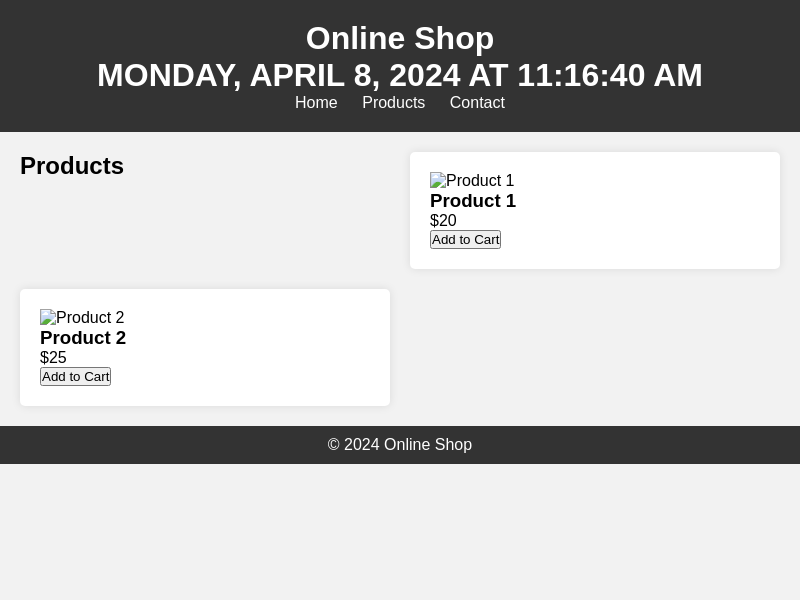 Online Shop
MONDAY, APRIL 8, 2024 AT 11:16:40 AM
Home Products Contact
Products
Product 1
Product 1
$20
Add to Cart
Product 2
Product 2
$25
Add to Cart
© 2024 Online Shop